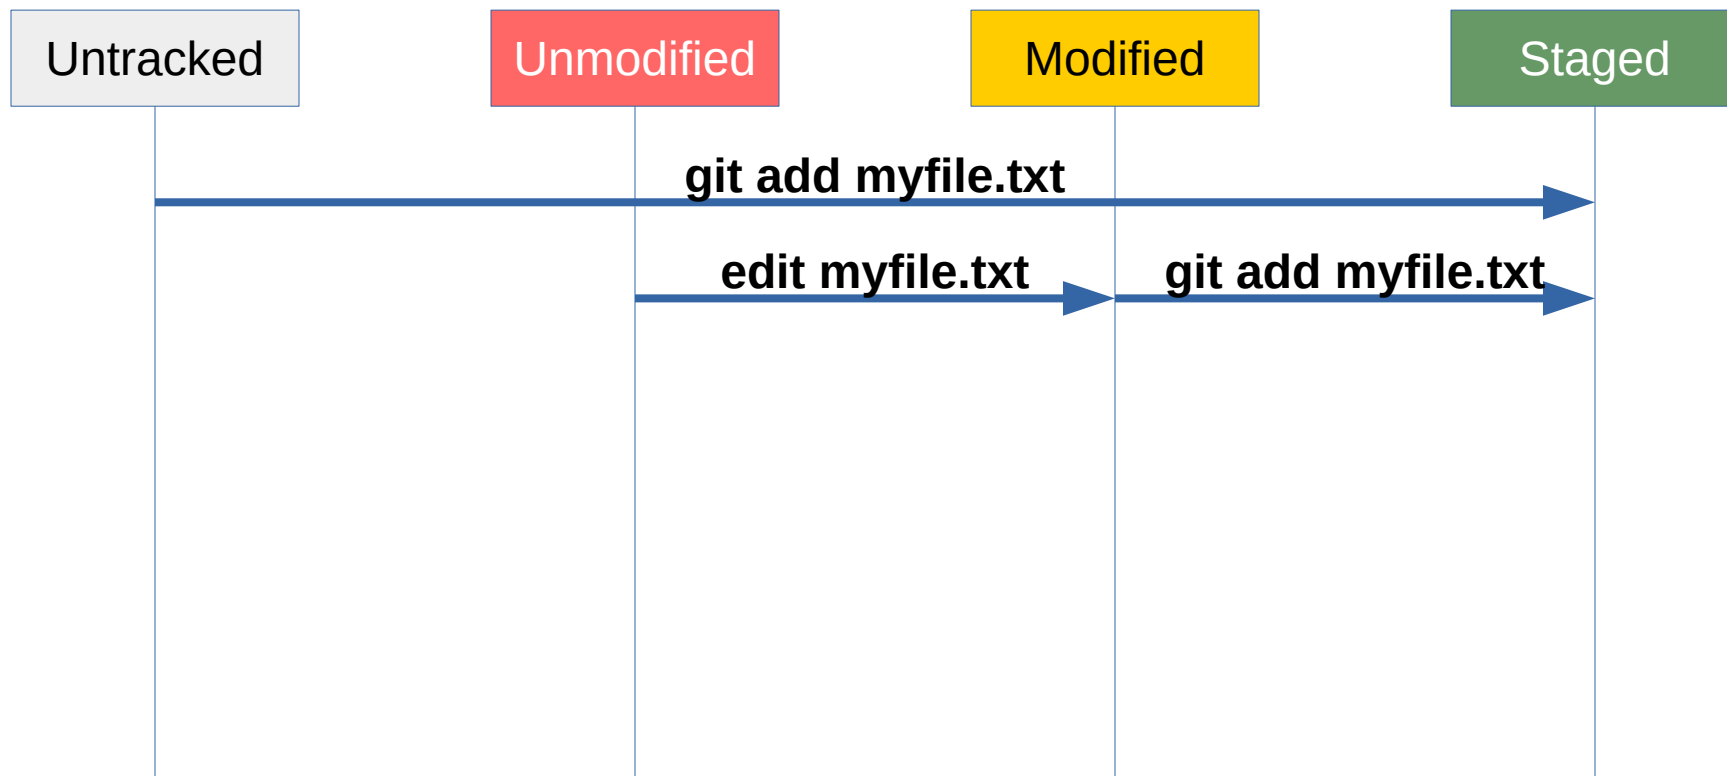 Untracked
Unmodified
Modified
Staged
git add myfile.txt
edit myfile.txt
git add myfile.txt